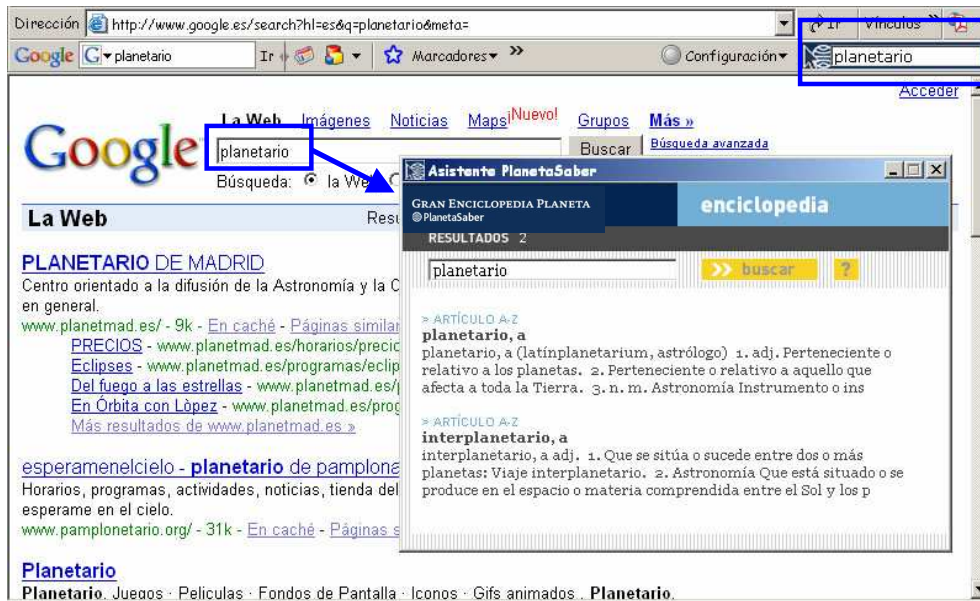 Dirección http://www.google.es/search?hl=es&q=planetario&meta= Ir Vínculos »
Google G planetario Ir Marcadores » Configuración planetario
Acceder
Google
La Web Imágenes Noticias Maps ¡Nuevo! Grupos Más »
planetario Buscar Búsqueda avanzada
Búsqueda: la We
La Web
Asistente PlanetaSaber
GRAN ENCICLOPEDIA PLANETA
PlanetaSaber
enciclopedia
RESULTADOS 2
planetario >> buscar ?
> ARTÍCULO A-Z
planetario, a
planetario, a (latínplanetarium, astrólogo) 1. adj. Perteneciente o
relativo a los planetas. 2. Perteneciente o relativo a aquello que
afecta a toda la Tierra. 3. n. m. Astronomía Instrumento o ins
> ARTÍCULO A-Z
interplanetario, a
interplanetario, a adj. 1. Que se sitúa o sucede entre dos o más
planetas: Viaje interplanetario. 2. Astronomía Que está situado o se
produce en el espacio o materia comprendida entre el Sol y los p
PLANETARIO DE MADRID
Centro orientado a la difusión de la Astronomía y la C
en general.
www.planetmad.es/ - 9k - En caché - Páginas similar
PRECIOS - www.planetmad.es/horarios/precio
Eclipses - www.planetmad.es/programas/eclip
Del fuego a las estrellas - www.planetmad.es/p
En Órbita con Lòpez - www.planetmad.es/prog
Más resultados de www.planetmad.es »
esperamenelcielo - planetario de pamplona
Horarios, programas, actividades, noticias, tienda del
esperame en el cielo.
www.pamplonetario.org/ - 31k - En caché - Páginas s
Planetario
Planetario. Juegos · Peliculas · Fondos de Pantalla · Iconos · Gifs animados . Planetario.